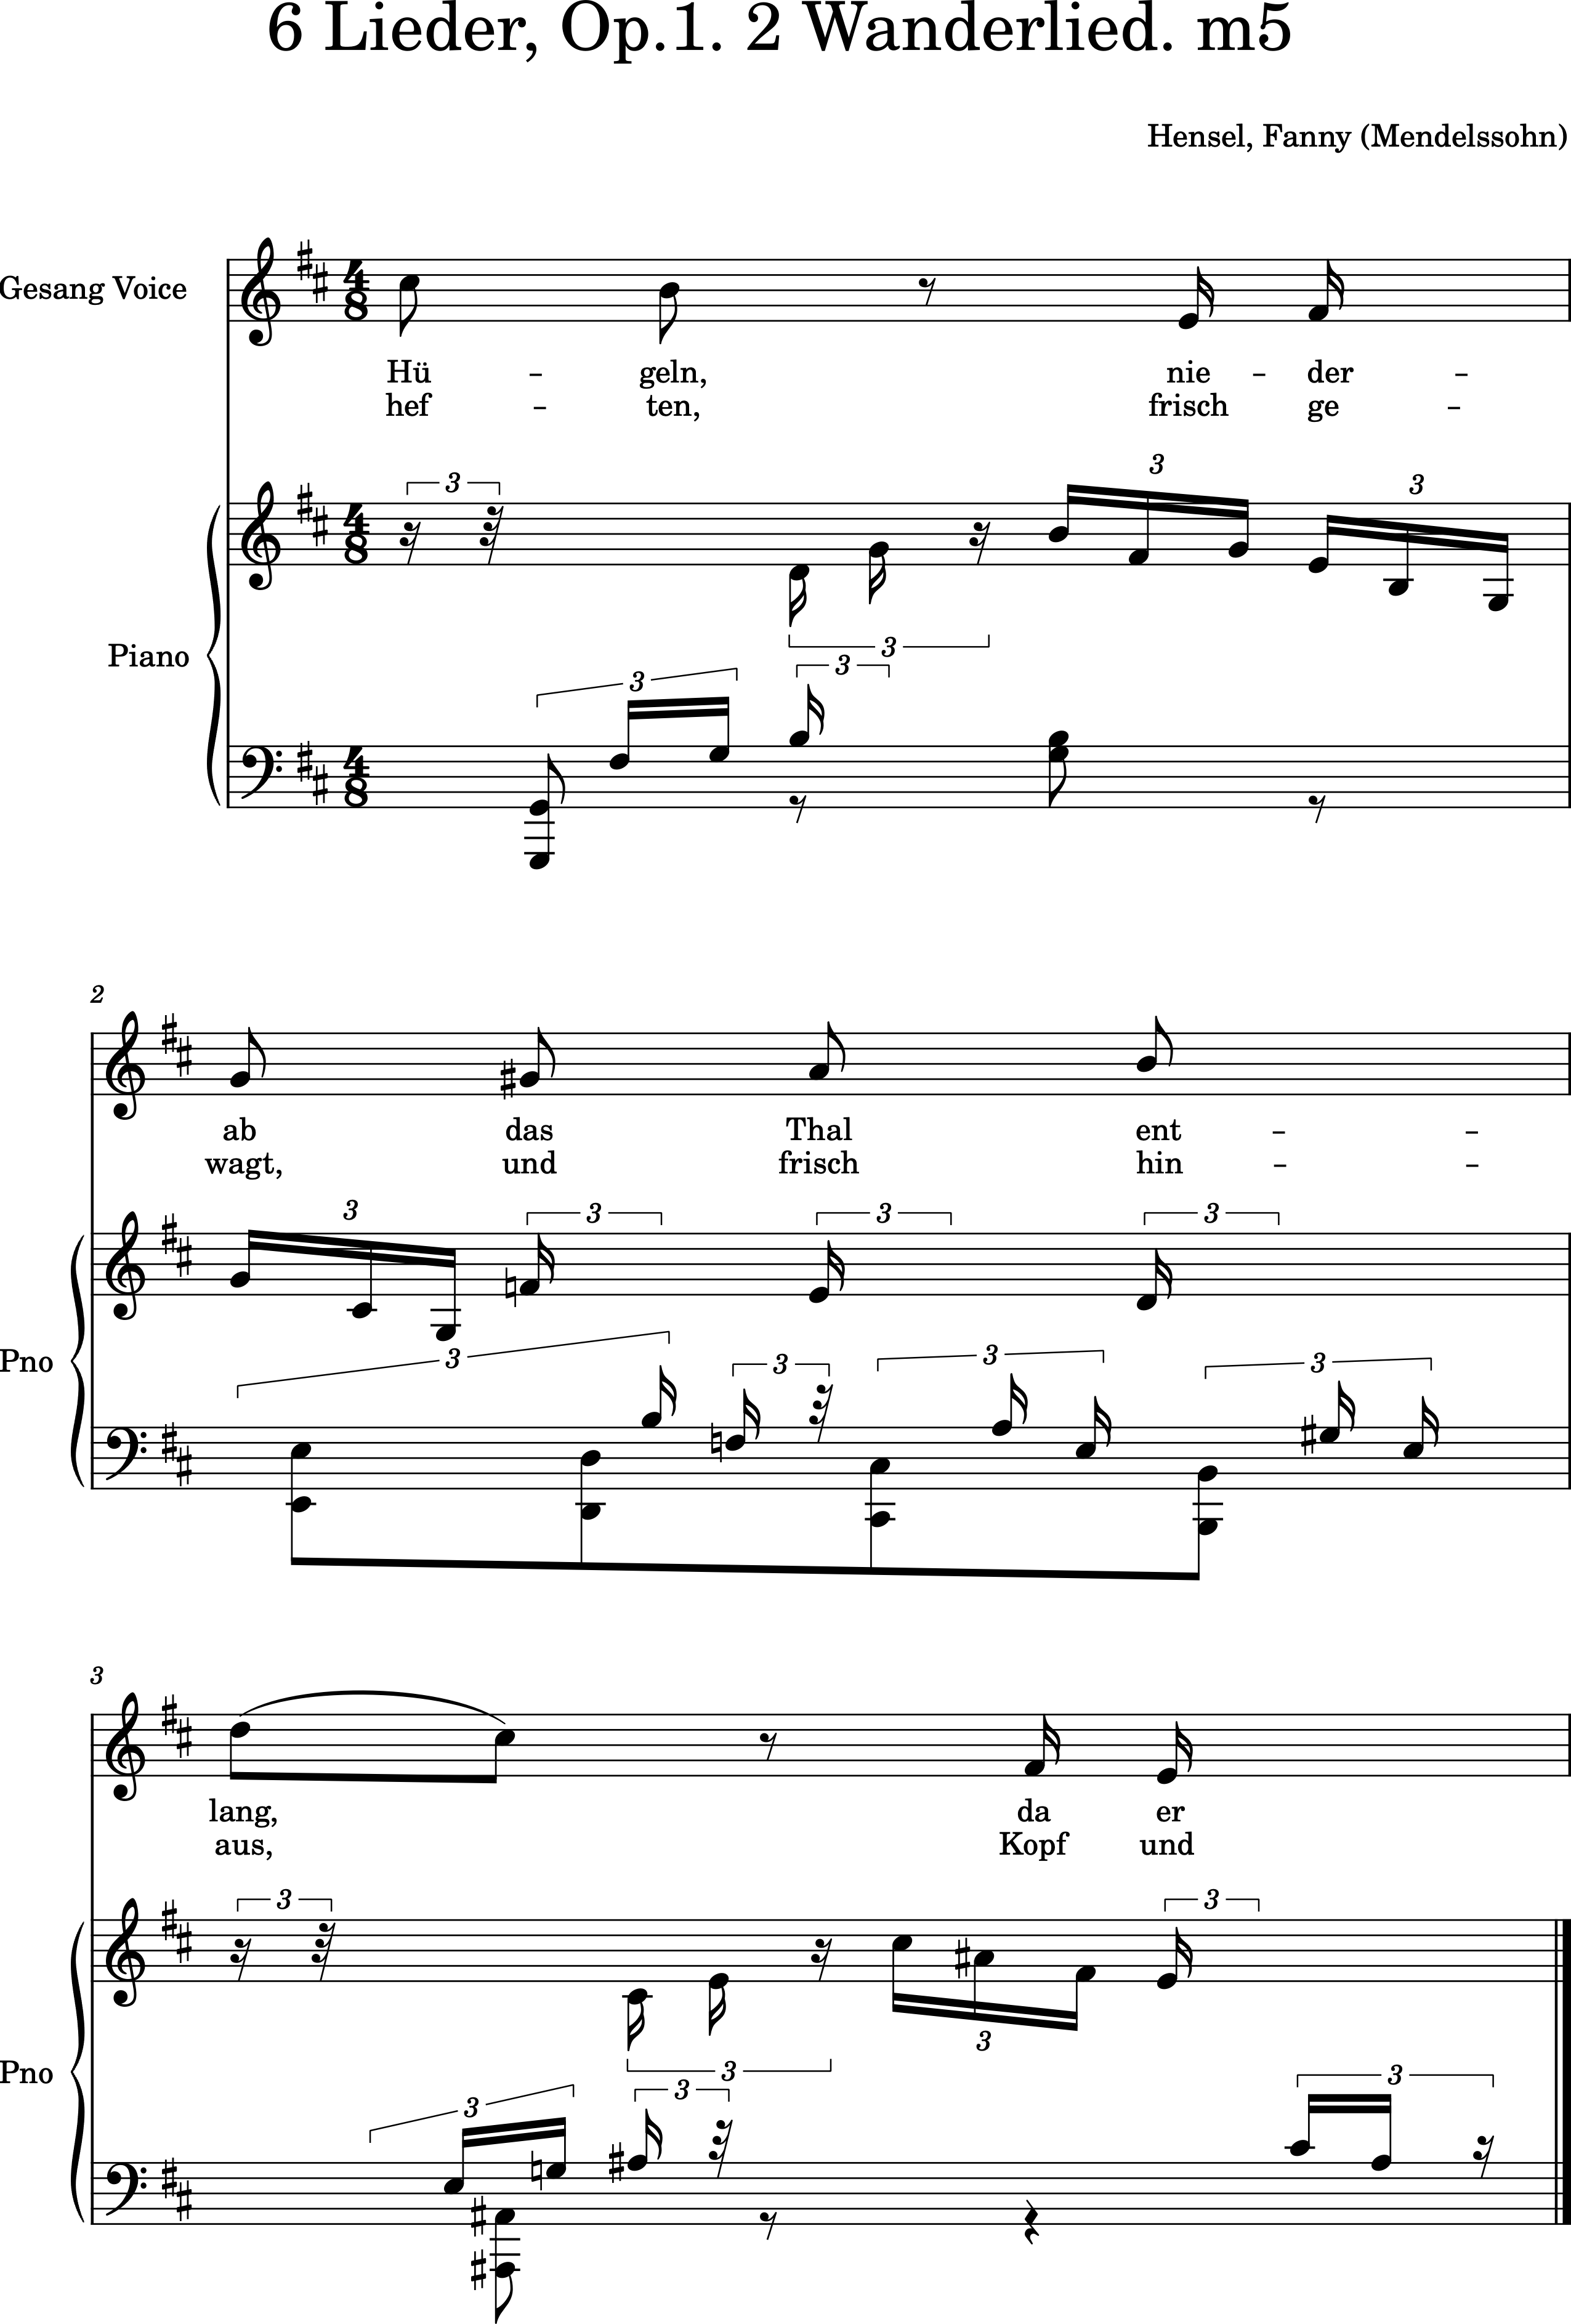 6 Lieder, Op.1. 2 Wanderlied. m5
Hensel, Fanny (Mendelssohn)
Gesang Voice
Hü - geln, nie - der -
hef - ten, frisch ge -
3 3 3
Piano
3 3 3
2
ab das Thal ent - -
wagt, und frisch hin - -
3 3 3 3
Pno
3 3 3 3
3
lang, da er
aus, Kopf und
3 3
3
Pno
3 3 3 3